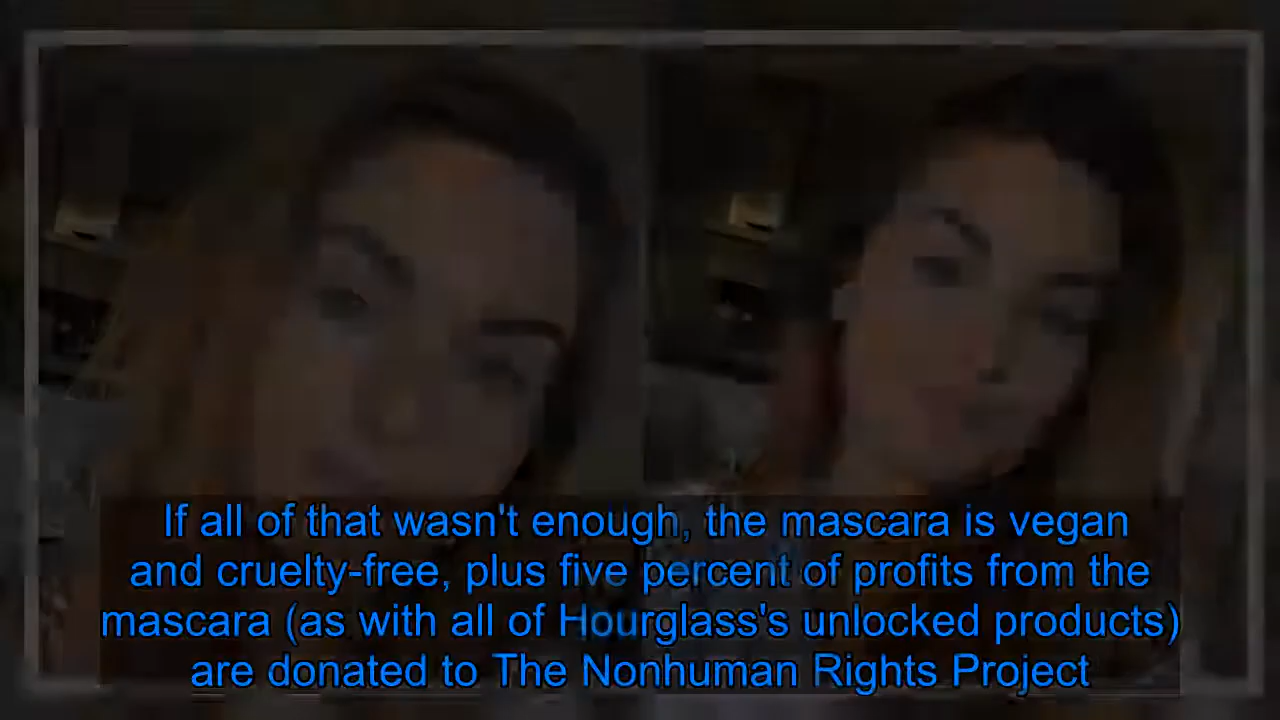 If all of that wasn't enough, the mascara is vegan
and cruelty-free, plus five percent of profits from the
mascara (as with all of Hourglass's unlocked products)
are donated to The Nonhuman Rights Project